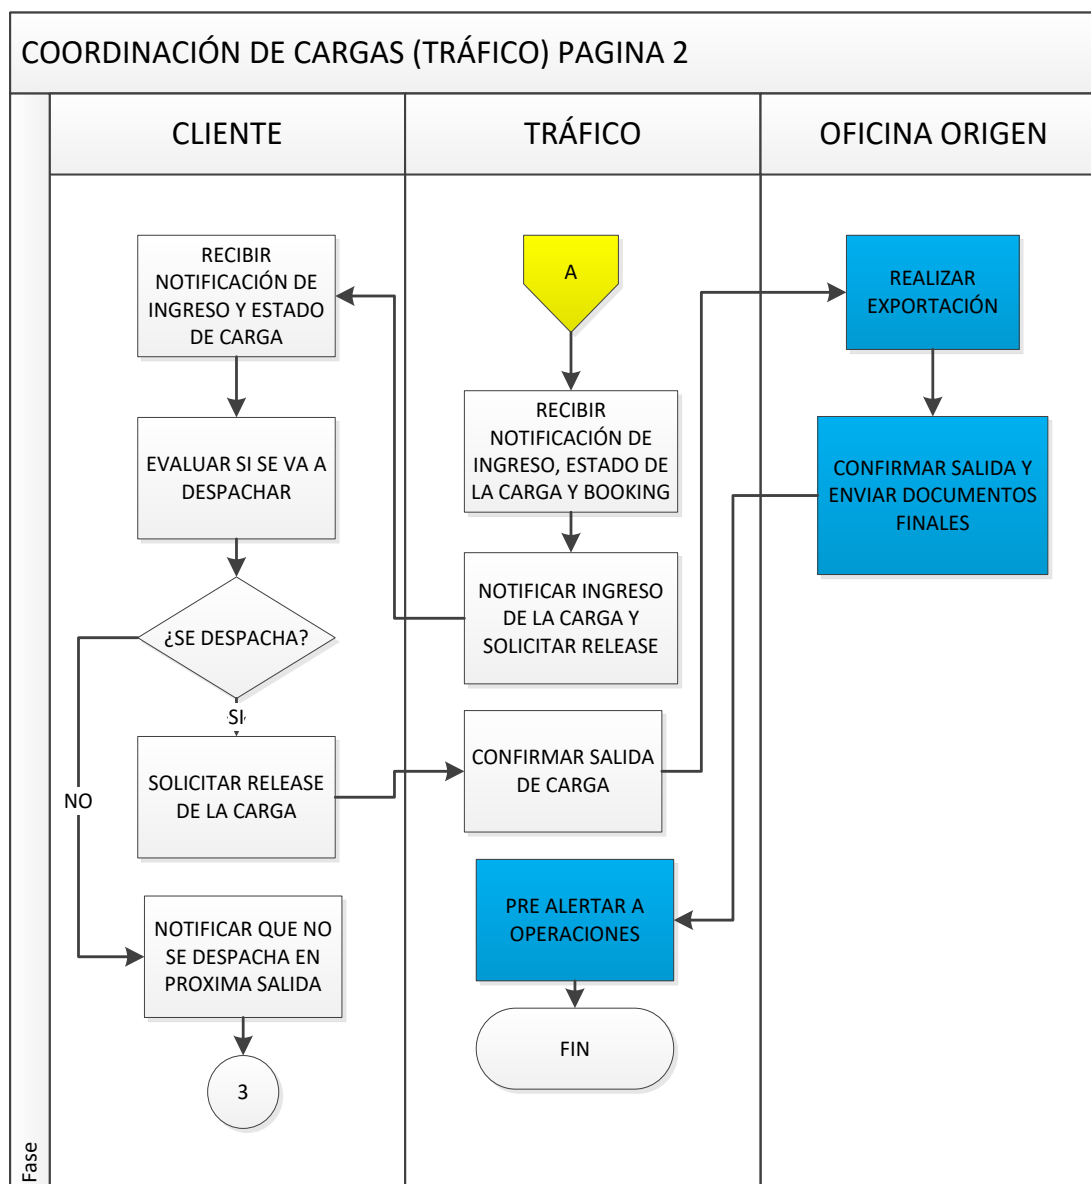 COORDINACIÓN DE CARGAS (TRÁFICO) PAGINA 2
CLIENTE
TRÁFICO
OFICINA ORIGEN
RECIBIR
NOTIFICACIÓN DE
INGRESO Y ESTADO
DE CARGA
EVALUAR SI SE VA A
DESPACHAR
¿SE DESPACHA?
SI
NO
SOLICITAR RELEASE
DE LA CARGA
NOTIFICAR QUE NO
SE DESPACHA EN
PROXIMA SALIDA
3
A
RECIBIR
NOTIFICACIÓN DE
INGRESO, ESTADO DE
LA CARGA Y BOOKING
NOTIFICAR INGRESO
DE LA CARGA Y
SOLICITAR RELEASE
CONFIRMAR SALIDA
DE CARGA
PRE ALERTAR A
OPERACIONES
FIN
REALIZAR
EXPORTACIÓN
CONFIRMAR SALIDA Y
ENVIAR DOCUMENTOS
FINALES
Fase